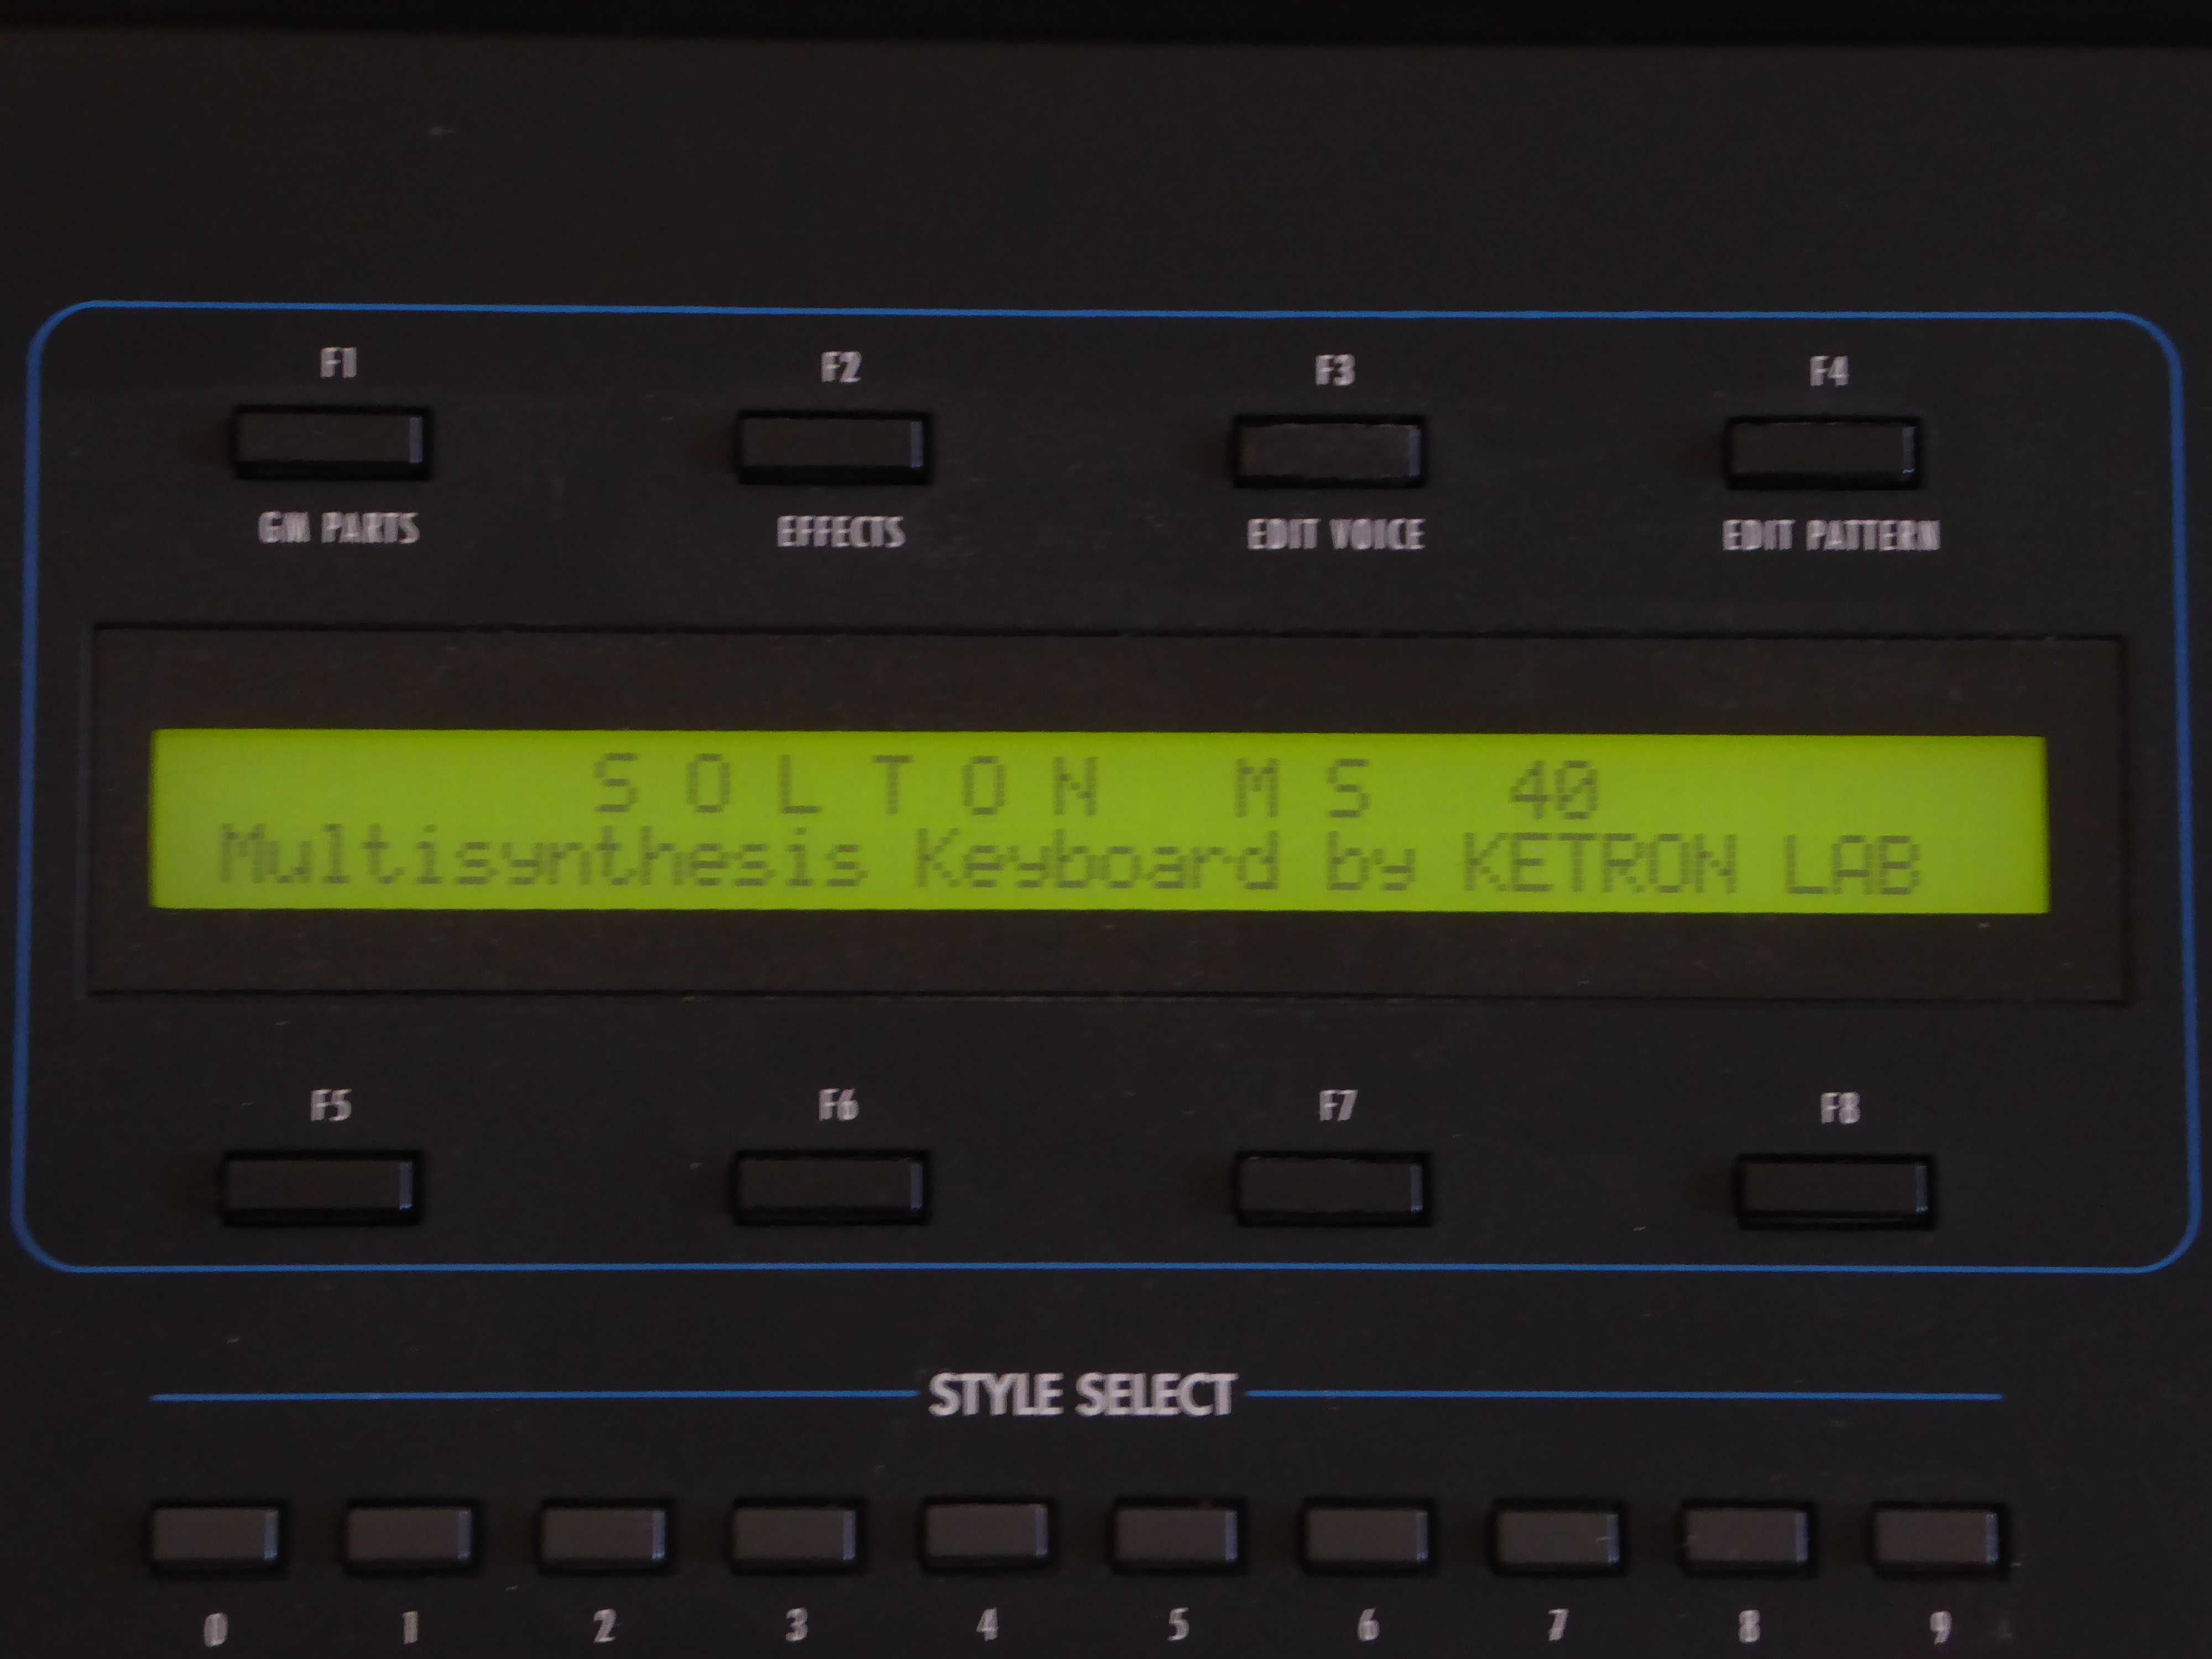 F1 F2 F3 F4
GM PARTS EFFECTS EDIT VOICE EDIT PATTERN
S O L T O N   M S   40
Multisynthesis Keyboard by KETRON LAB
F5 F6 F7 F8
STYLE SELECT
0 1 2 3 4 5 6 7 8 9